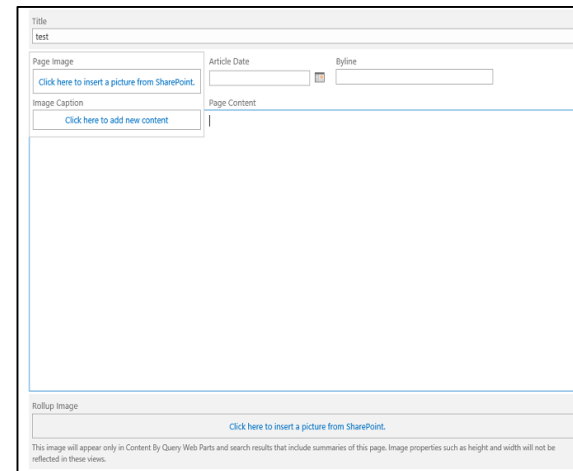 Title
test
Page Image
Article Date
Byline
Click here to insert a picture from SharePoint.
Image Caption
Page Content
Click here to add new content
Rollup Image
Click here to insert a picture from SharePoint.
This image will appear only in Content By Query Web Parts and search results that include summaries of this page. Image properties such as height and width will not be
reflected in these views.